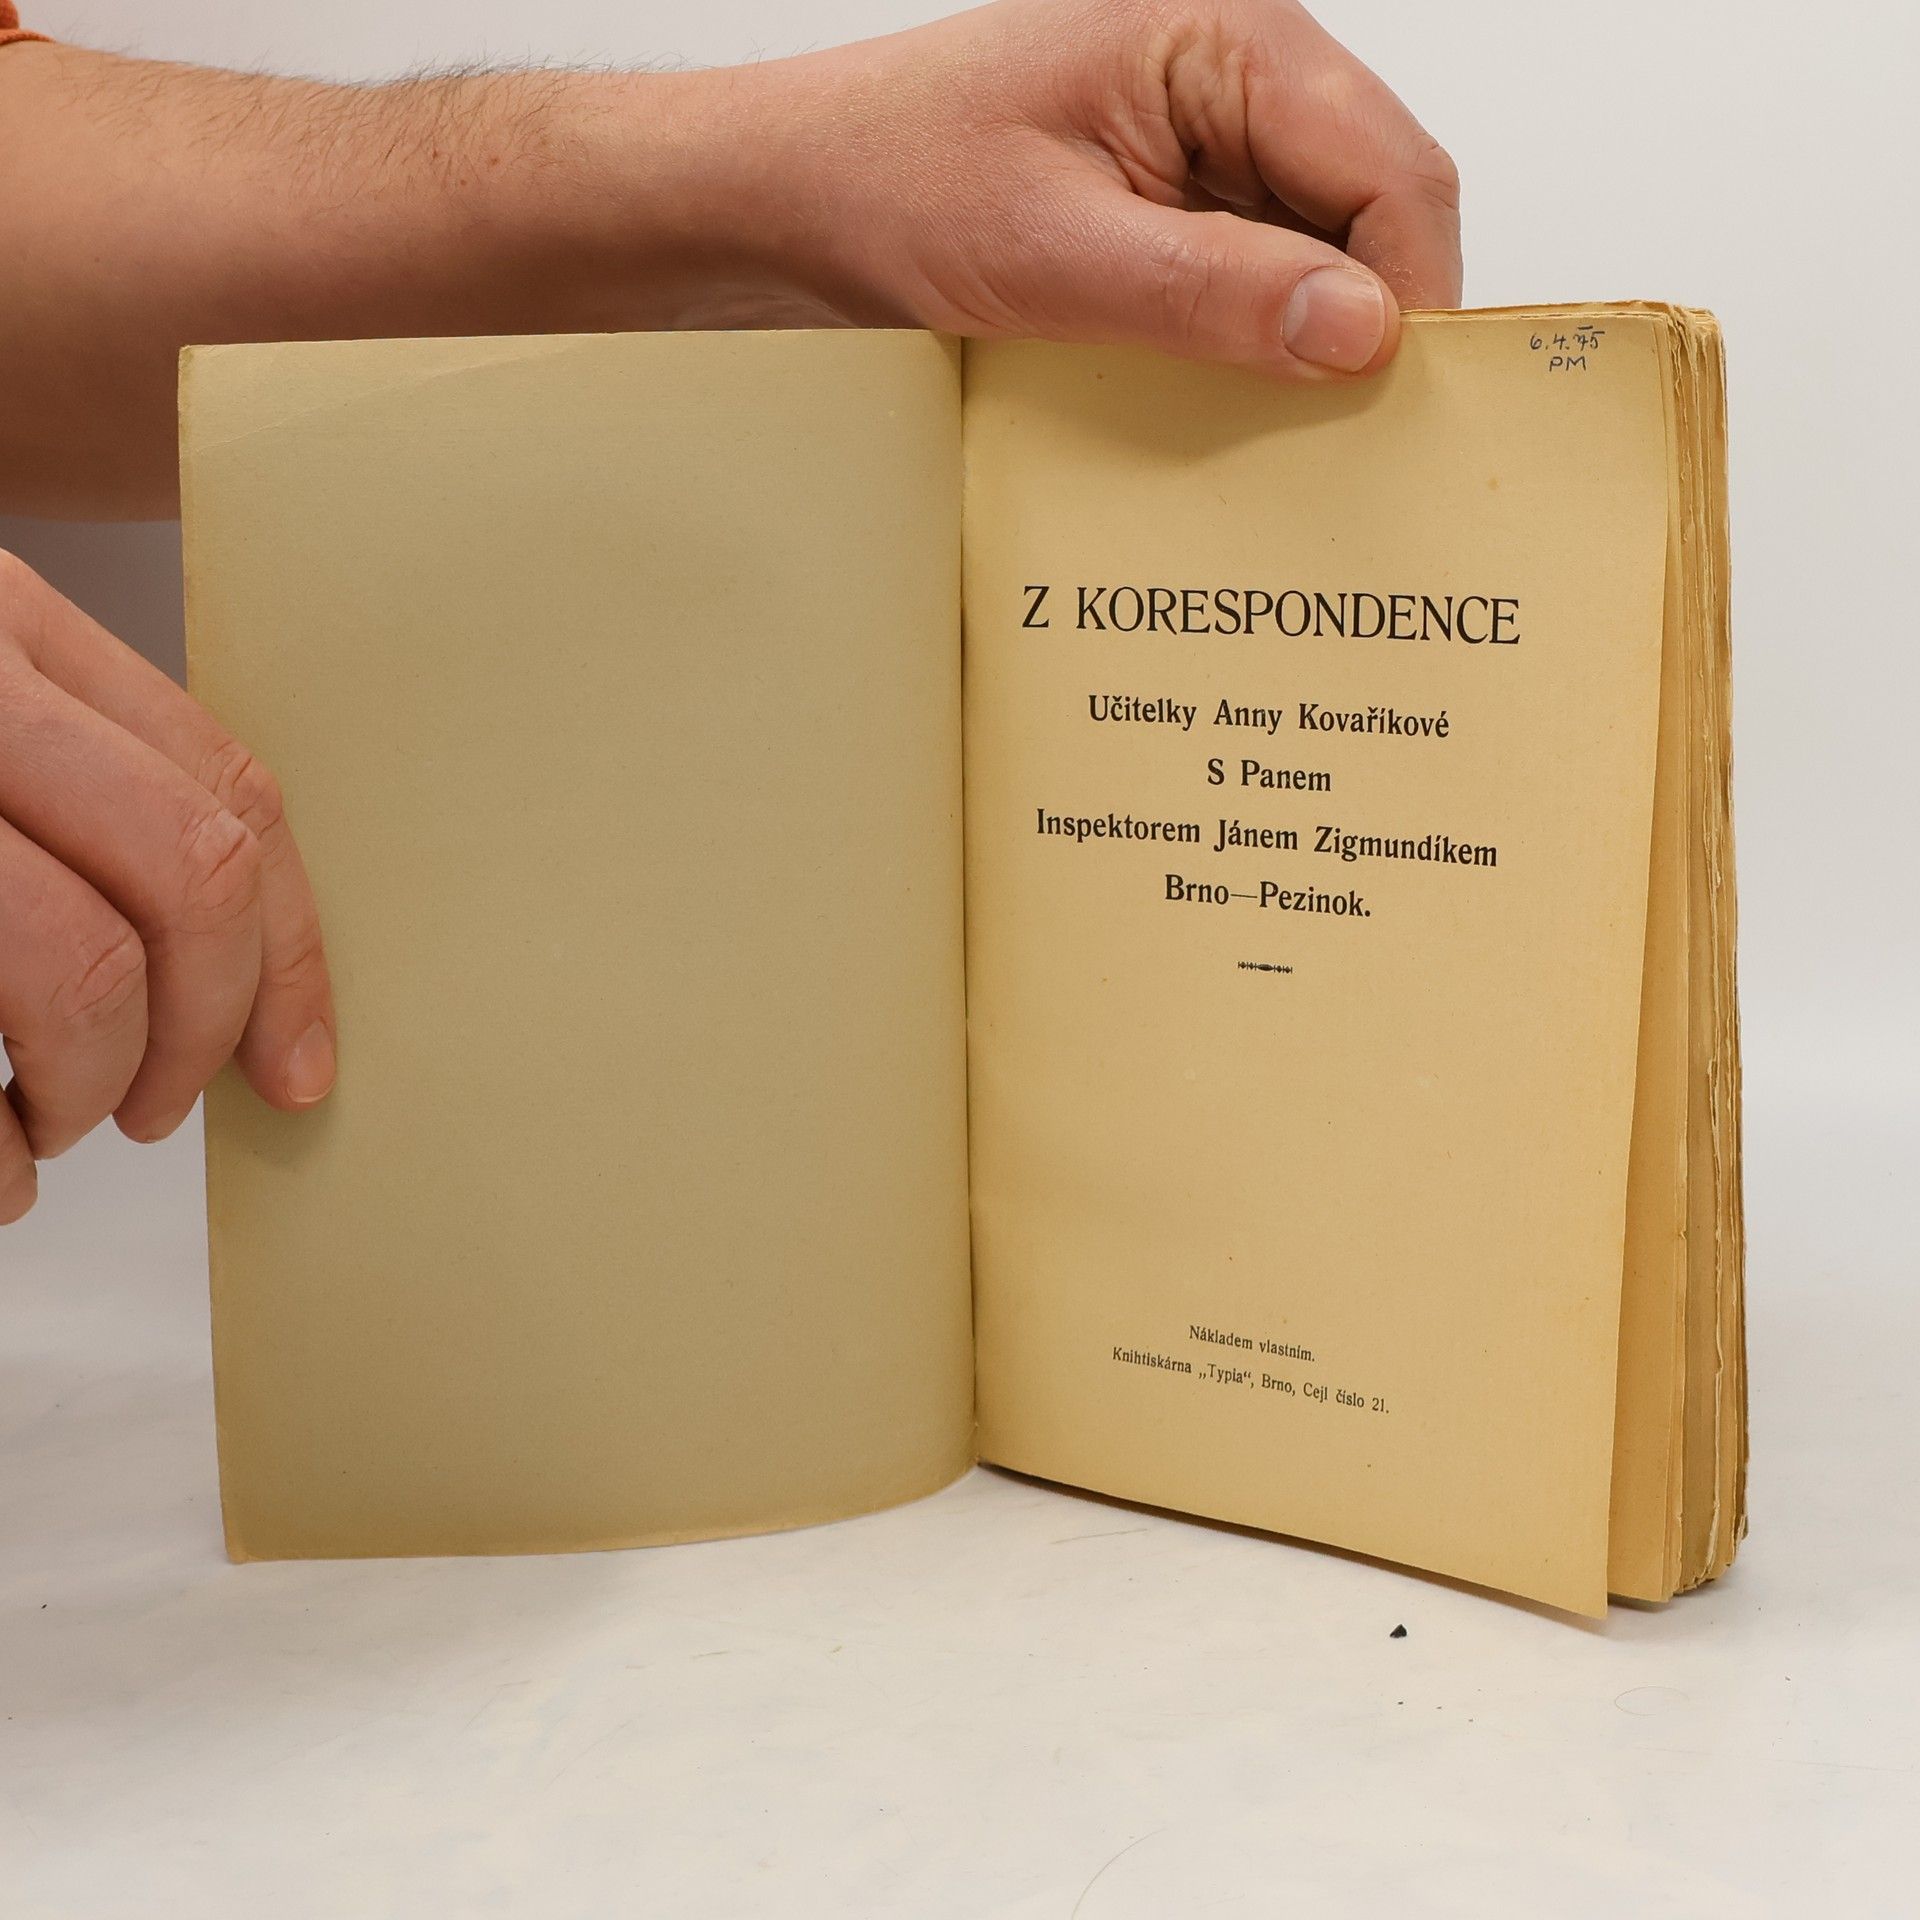 6.4.75
PM
Z KORESPONDENCE
Učitelky Anny Kovaříkové
S Panem
Inspektorem Jánem Zigmundíkem
Brno—Pezinok.
Nákladem vlastním.
Knihtiskárna „Typia“, Brno, Cejl číslo 21.